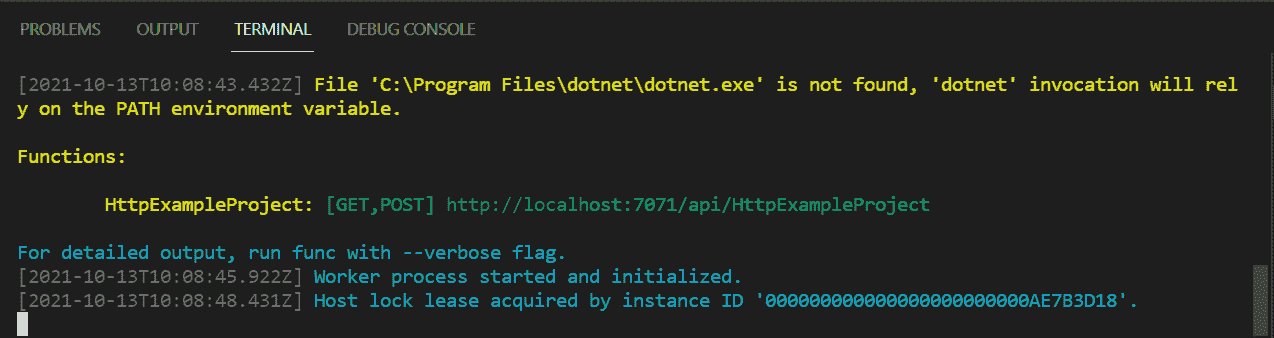 PROBLEMS OUTPUT TERMINAL DEBUG CONSOLE
[2021-10-13T10:08:43.432Z] File 'C:\Program Files\dotnet\dotnet.exe' is not found, 'dotnet' invocation will rel
y on the PATH environment variable.
Functions:
HttpExampleProject: [GET,POST] http://localhost:7071/api/HttpExampleProject
For detailed output, run func with --verbose flag.
[2021-10-13T10:08:45.922Z] Worker process started and initialized.
[2021-10-13T10:08:48.431Z] Host lock lease acquired by instance ID '000000000000000000000000AE7B3D18'.